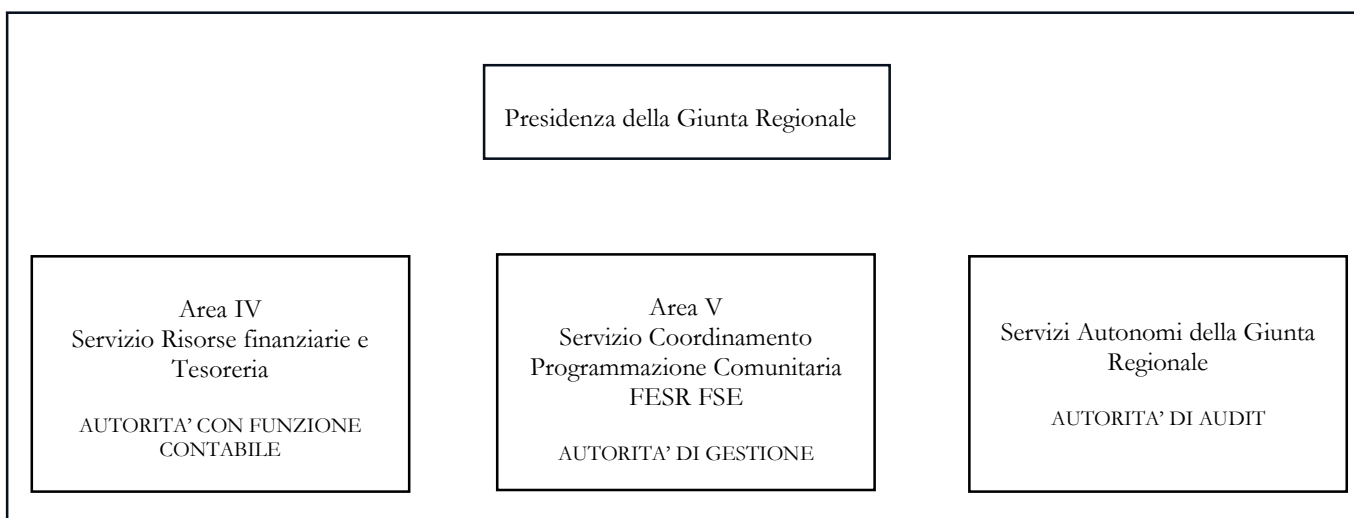 Presidenza della Giunta Regionale
Area IV
Servizio Risorse finanziarie e
Tesoreria
AUTORITA’ CON FUNZIONE
CONTABILE
Area V
Servizio Coordinamento
Programmazione Comunitaria
FESR FSE
AUTORITA’ DI GESTIONE
Servizi Autonomi della Giunta
Regionale
AUTORITA’ DI AUDIT